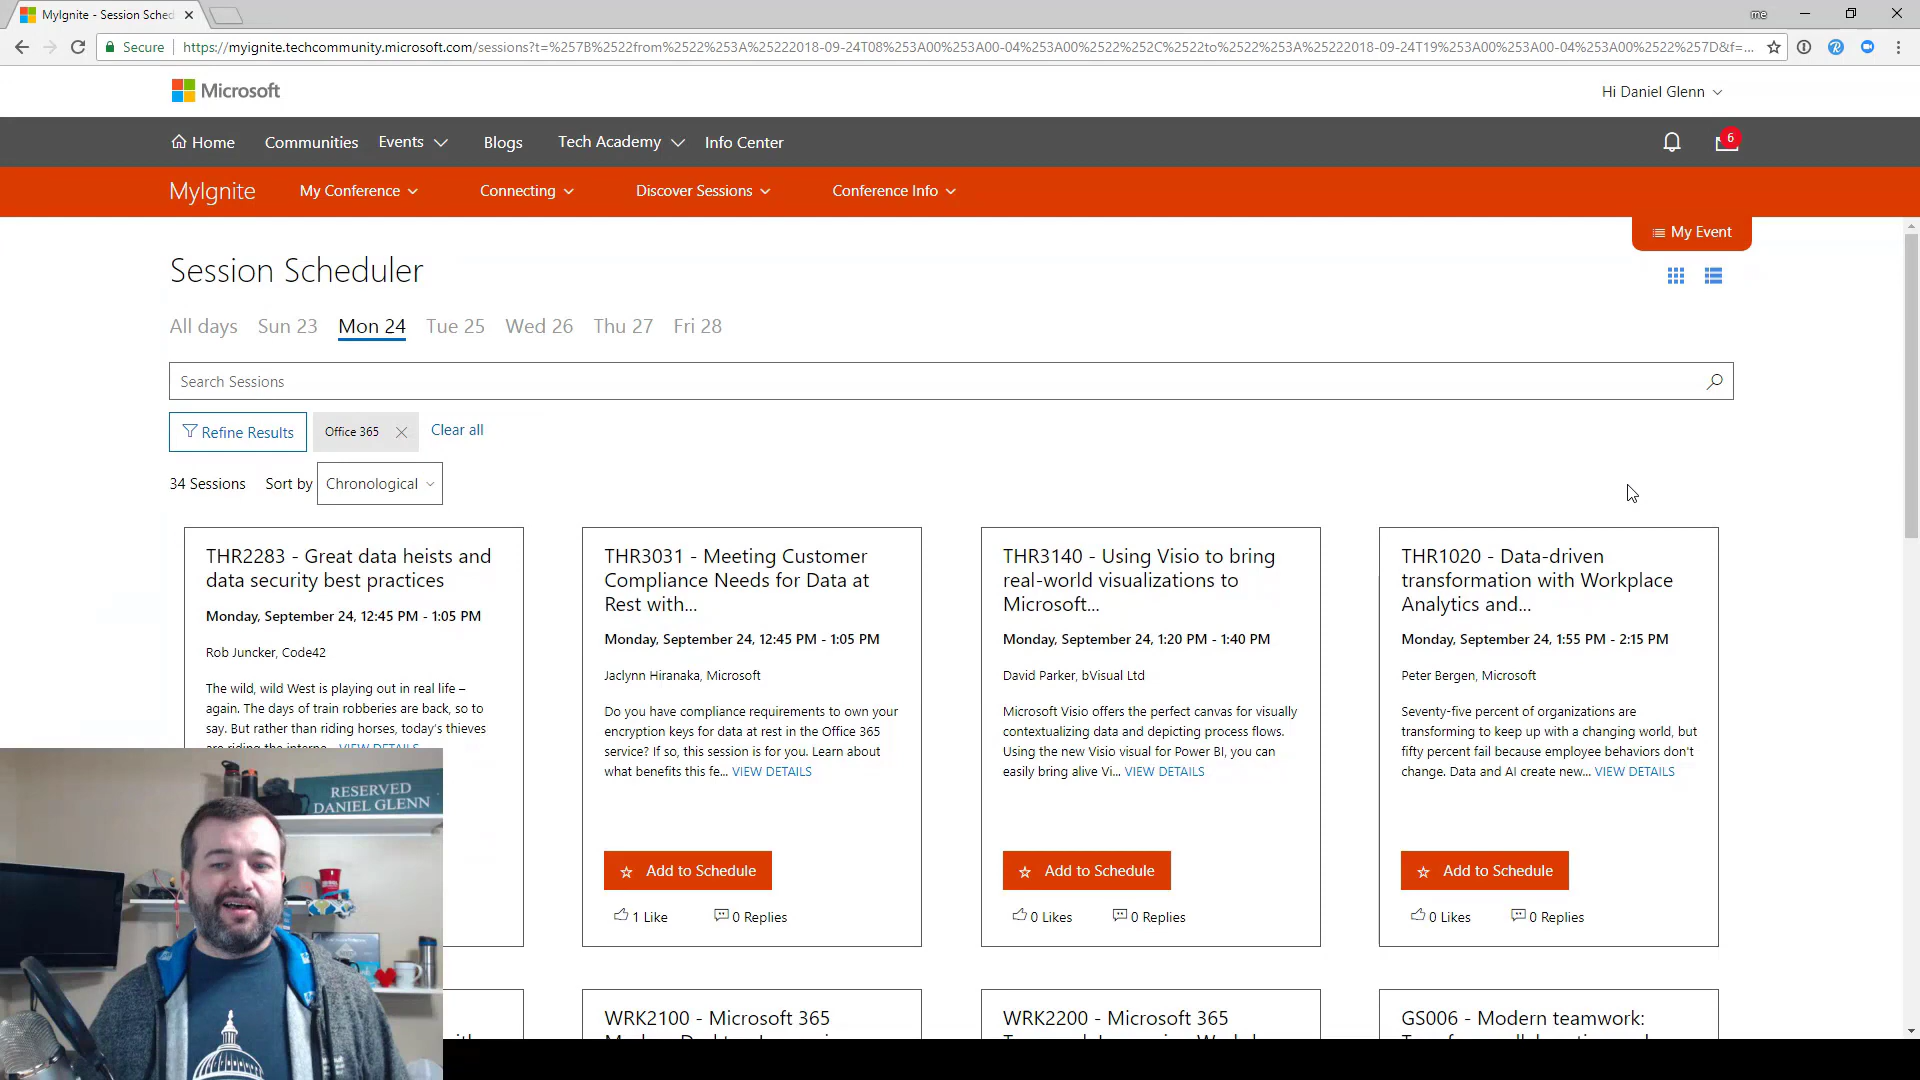 MyIgnite - Session Sched
me
Secure
https://myignite.techcommunity.microsoft.com/sessions?t=%257B%2522from%2522%253A%25222018-09-24T08%253A00%253A00-04%253A00%2522%252C%2522to%2522%253A%25222018-09-24T19%253A00%253A00-04%253A00%2522%257D&f=...
Microsoft
Hi Daniel Glenn
Home
Communities
Events
Blogs
Tech Academy
Info Center
6
MyIgnite
My Conference
Connecting
Discover Sessions
Conference Info
My Event
Session Scheduler
All days
Sun 23
Mon 24
Tue 25
Wed 26
Thu 27
Fri 28
Search Sessions
Refine Results
Office 365
Clear all
34 Sessions
Sort by
Chronological
THR2283 - Great data heists and
data security best practices
Monday, September 24, 12:45 PM - 1:05 PM
Rob Juncker, Code42
The wild, wild West is playing out in real life –
again. The days of train robberies are back, so to
say. But rather than riding horses, today's thieves
are riding the interne... VIEW DETAILS
THR3031 - Meeting Customer
Compliance Needs for Data at
Rest with...
Monday, September 24, 12:45 PM - 1:05 PM
Jaclynn Hiranaka, Microsoft
Do you have compliance requirements to own your
encryption keys for data at rest in the Office 365
service? If so, this session is for you. Learn about
what benefits this fe... VIEW DETAILS
Add to Schedule
1 Like
0 Replies
THR3140 - Using Visio to bring
real-world visualizations to
Microsoft...
Monday, September 24, 1:20 PM - 1:40 PM
David Parker, bVisual Ltd
Microsoft Visio offers the perfect canvas for visually
contextualizing data and depicting process flows.
Using the new Visio visual for Power BI, you can
easily bring alive Vi... VIEW DETAILS
Add to Schedule
0 Likes
0 Replies
THR1020 - Data-driven
transformation with Workplace
Analytics and...
Monday, September 24, 1:55 PM - 2:15 PM
Peter Bergen, Microsoft
Seventy-five percent of organizations are
transforming to keep up with a changing world, but
fifty percent fail because employee behaviors don't
change. Data and AI create new... VIEW DETAILS
Add to Schedule
0 Likes
0 Replies
RESERVED
DANIEL GLENN
WRK2100 - Microsoft 365
WRK2200 - Microsoft 365
GS006 - Modern teamwork: